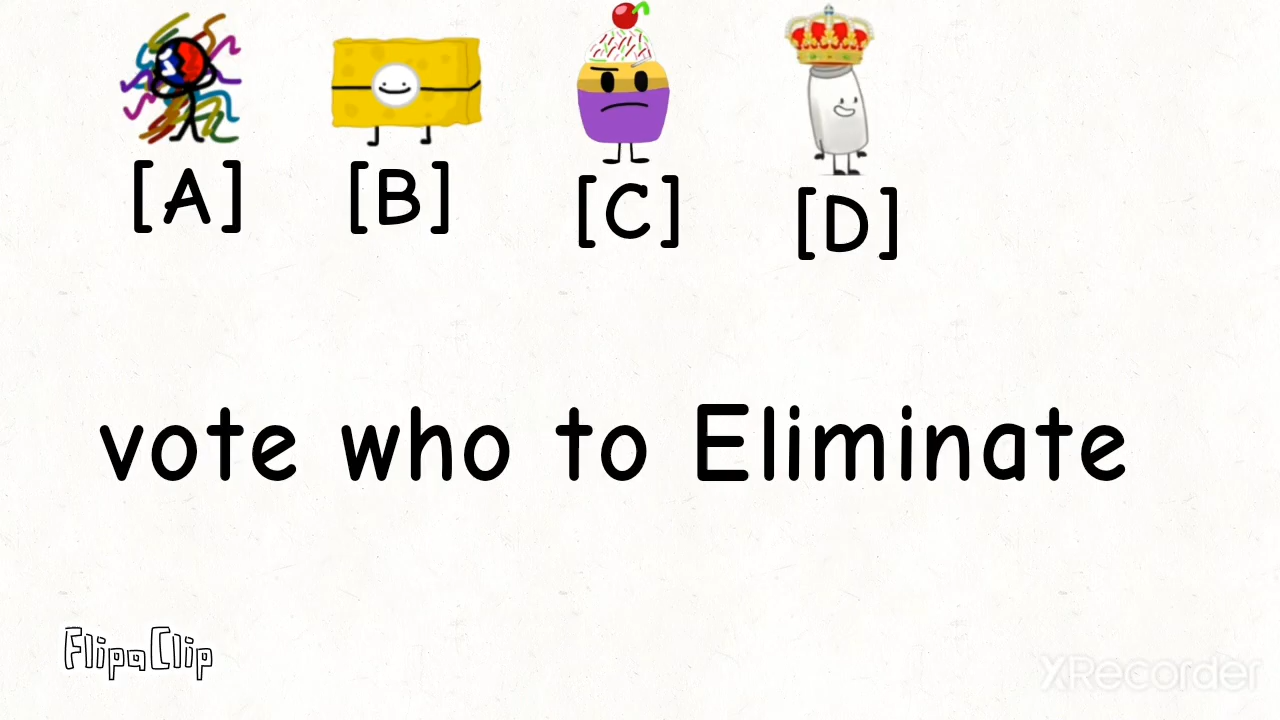 [A] [B] [C] [D]
vote who to Eliminate
FlipaClip
XRecorder